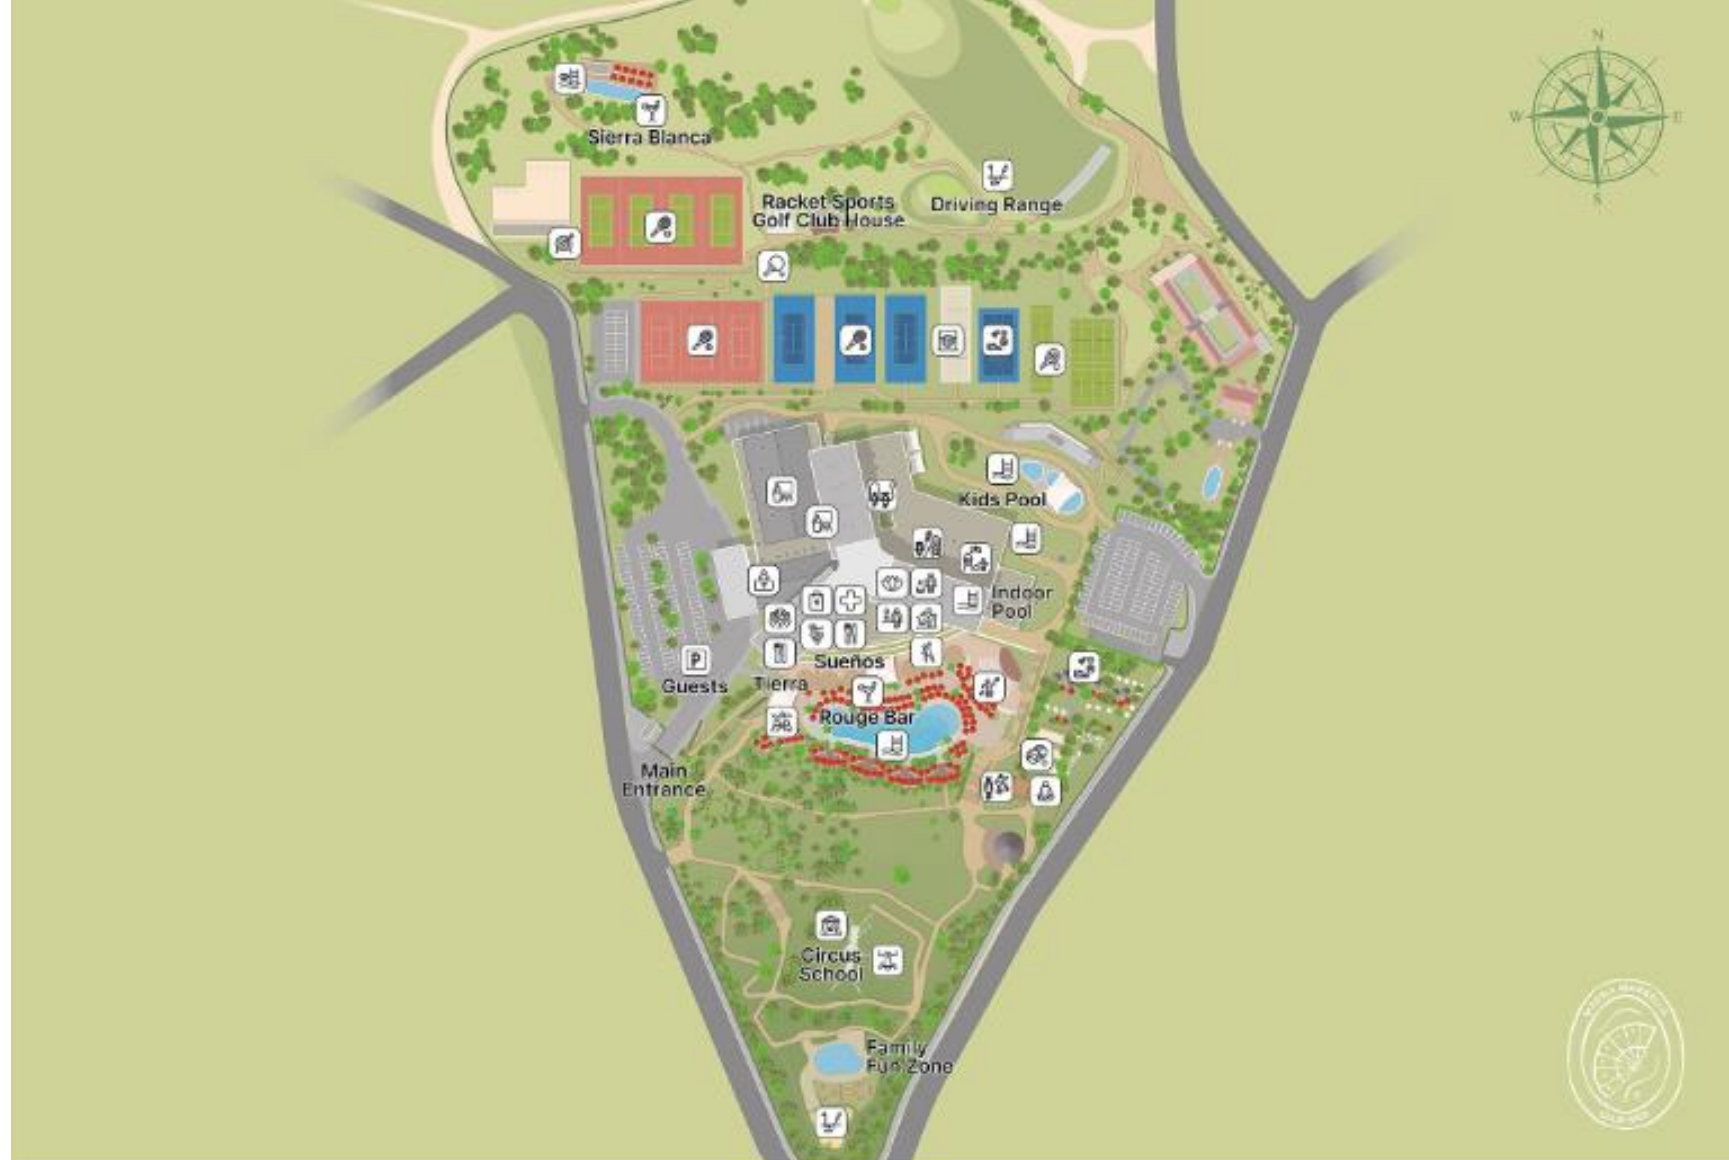 N
W
E
S
Sierra Blanca
Racket Sports
Golf Club House
Driving Range
Kids Pool
Indoor
Pool
Sueños
P
Guests
Tierra
Rouge Bar
Main
Entrance
Circus
School
Family
Fun Zone